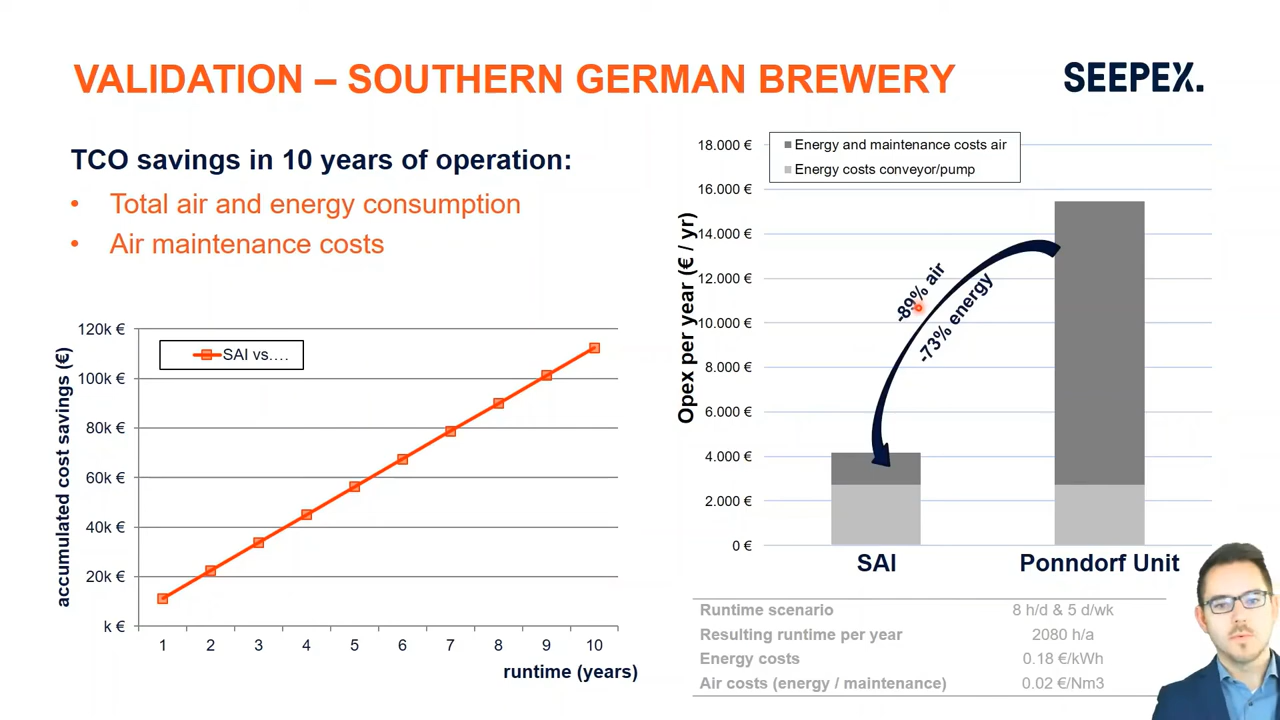 VALIDATION – SOUTHERN GERMAN BREWERY
SEEPEX.
TCO savings in 10 years of operation:
• Total air and energy consumption
• Air maintenance costs
accumulated cost savings (€)
120k €
100k €
80k €
60k €
40k €
20k €
k €
SAI vs.…
1 2 3 4 5 6 7 8 9 10
runtime (years)
Opex per year (€ / yr)
18.000 €
16.000 €
14.000 €
12.000 €
10.000 €
8.000 €
6.000 €
4.000 €
2.000 €
0 €
Energy and maintenance costs air
Energy costs conveyor/pump
-89% air
-73% energy
SAI Ponndorf Unit
Runtime scenario 8 h/d & 5 d/wk
Resulting runtime per year 2080 h/a
Energy costs 0.18 €/kWh
Air costs (energy / maintenance) 0.02 €/Nm3